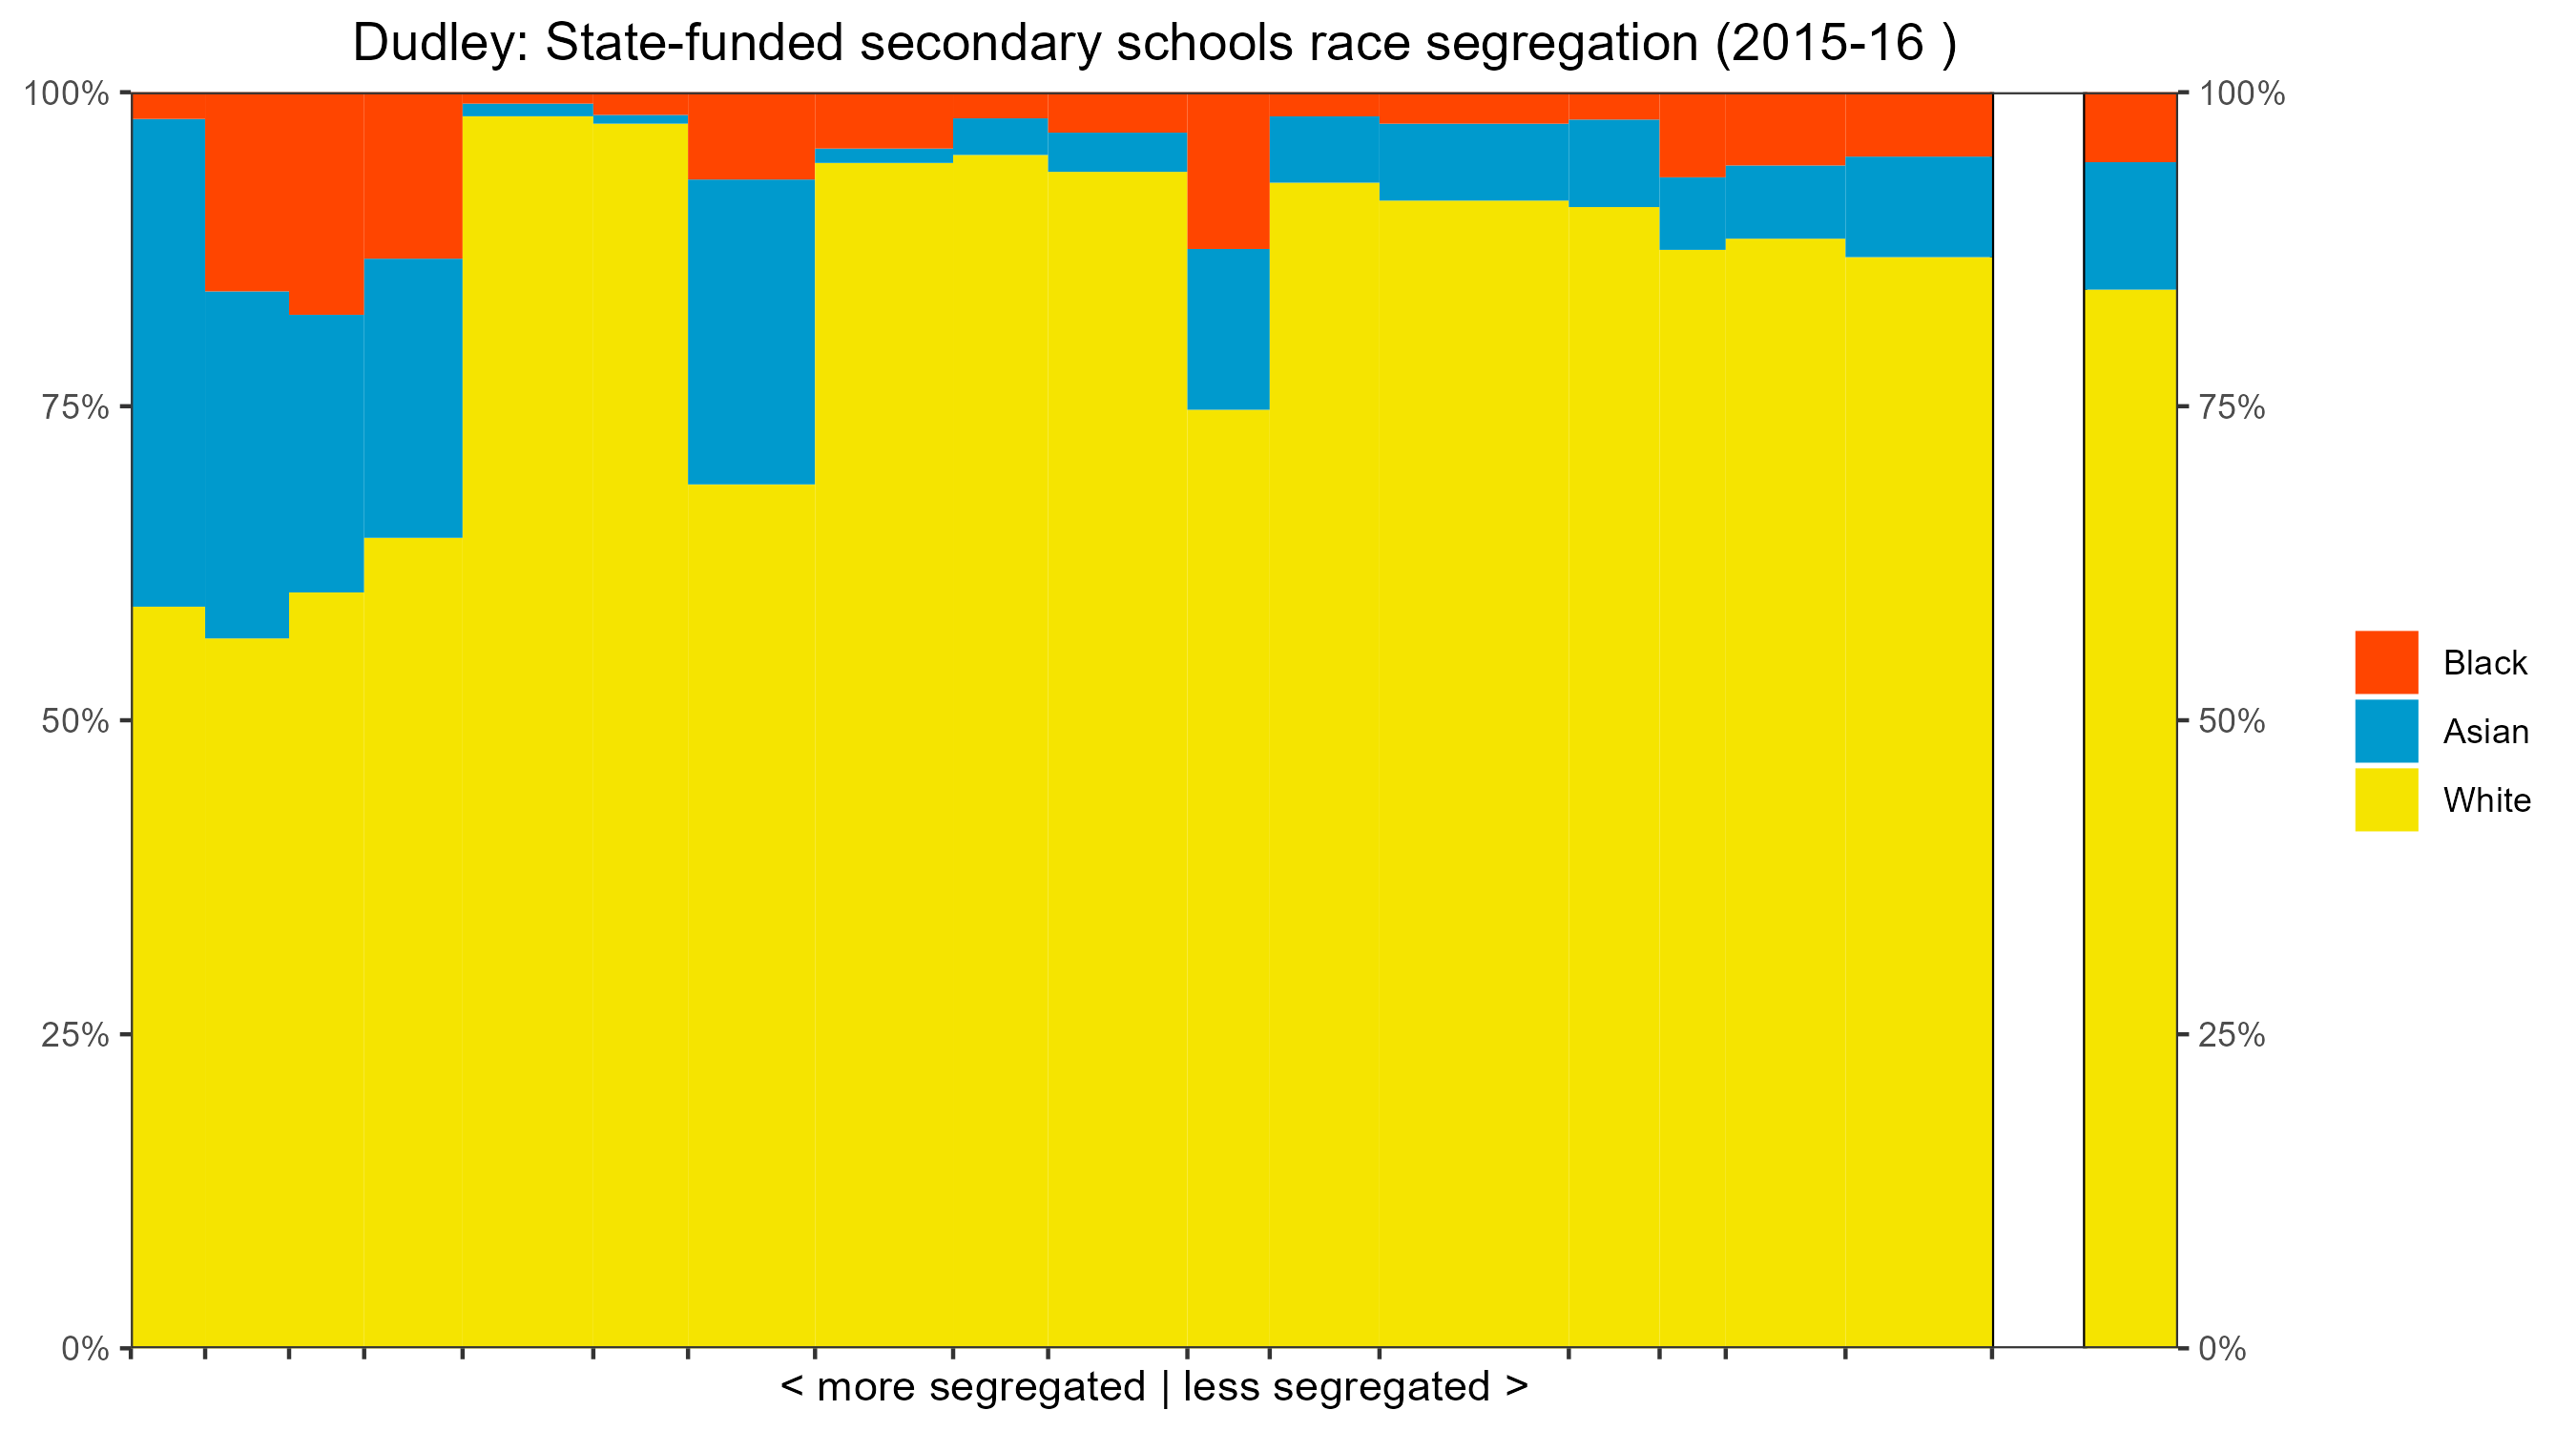 Dudley: State-funded secondary schools race segregation (2015-16 )
100%
100%
75%
75%
50%
50%
25%
25%
0%
0%
Black
Asian
White
< more segregated | less segregated >